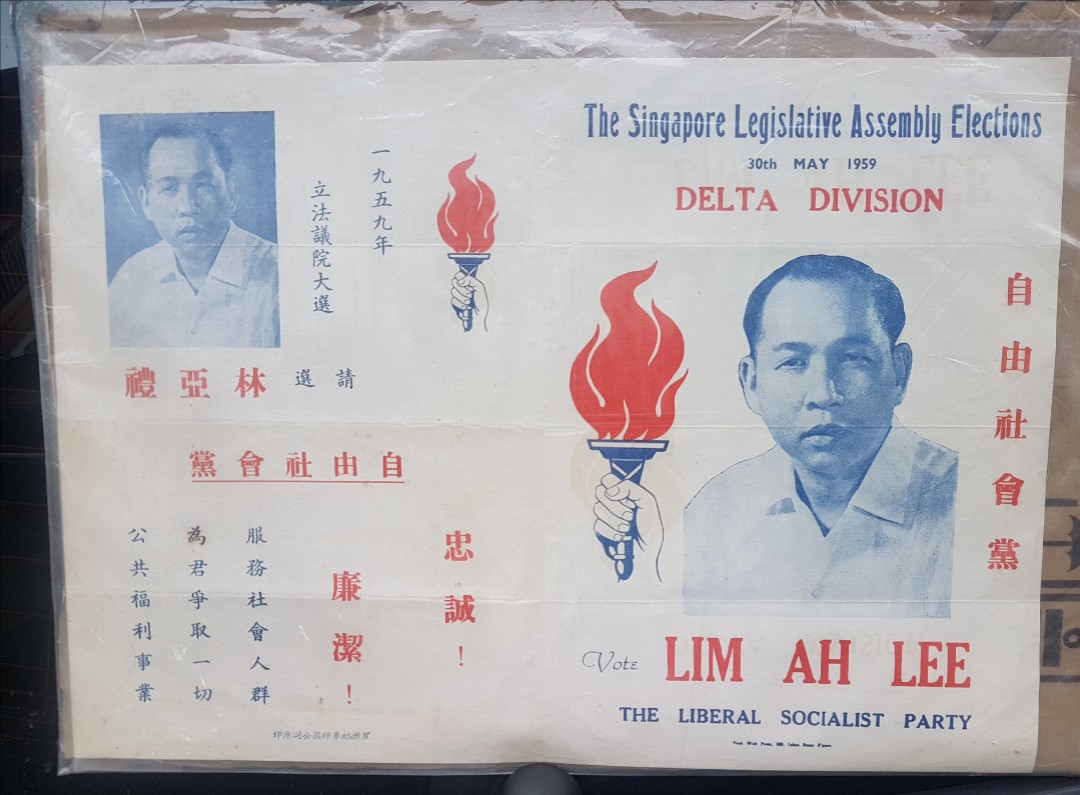 一九五九年
立法議院大選
請選
林亞禮
自由社會黨
忠誠！
廉潔！
服務社會人群
為君爭取一切
公共福利事業
The Singapore Legislative Assembly Elections
30th MAY 1959
DELTA DIVISION
自由社會黨
Vote LIM AH LEE
THE LIBERAL SOCIALIST PARTY